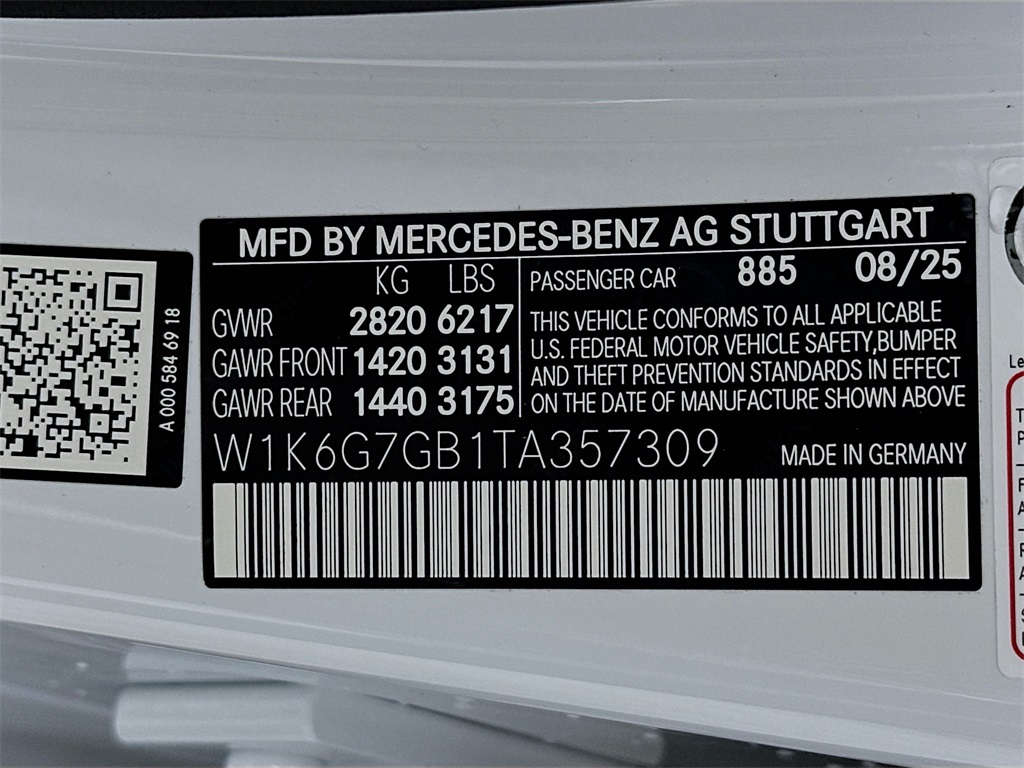 A 000 584 69 18
MFD BY MERCEDES-BENZ AG STUTTGART
KG LBS
GVWR 2820 6217
GAWR FRONT 1420 3131
GAWR REAR 1440 3175
PASSENGER CAR 885 08/25
THIS VEHICLE CONFORMS TO ALL APPLICABLE
U.S. FEDERAL MOTOR VEHICLE SAFETY,BUMPER
AND THEFT PREVENTION STANDARDS IN EFFECT
ON THE DATE OF MANUFACTURE SHOWN ABOVE
W1K6G7GB1TA357309
MADE IN GERMANY